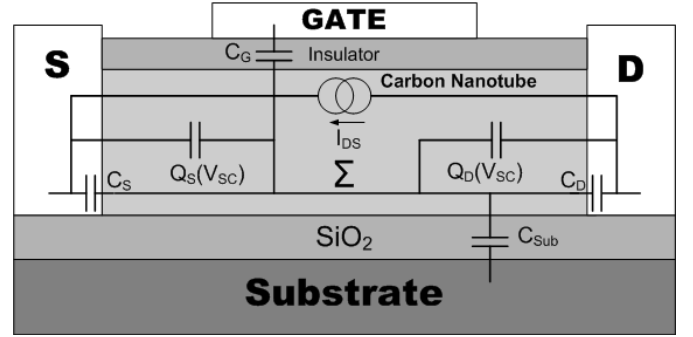 GATE
S
C_G
Insulator
D
Carbon Nanotube
I_DS
C_S
Q_S(V_SC)
Σ
Q_D(V_SC)
C_D
SiO₂
C_Sub
Substrate